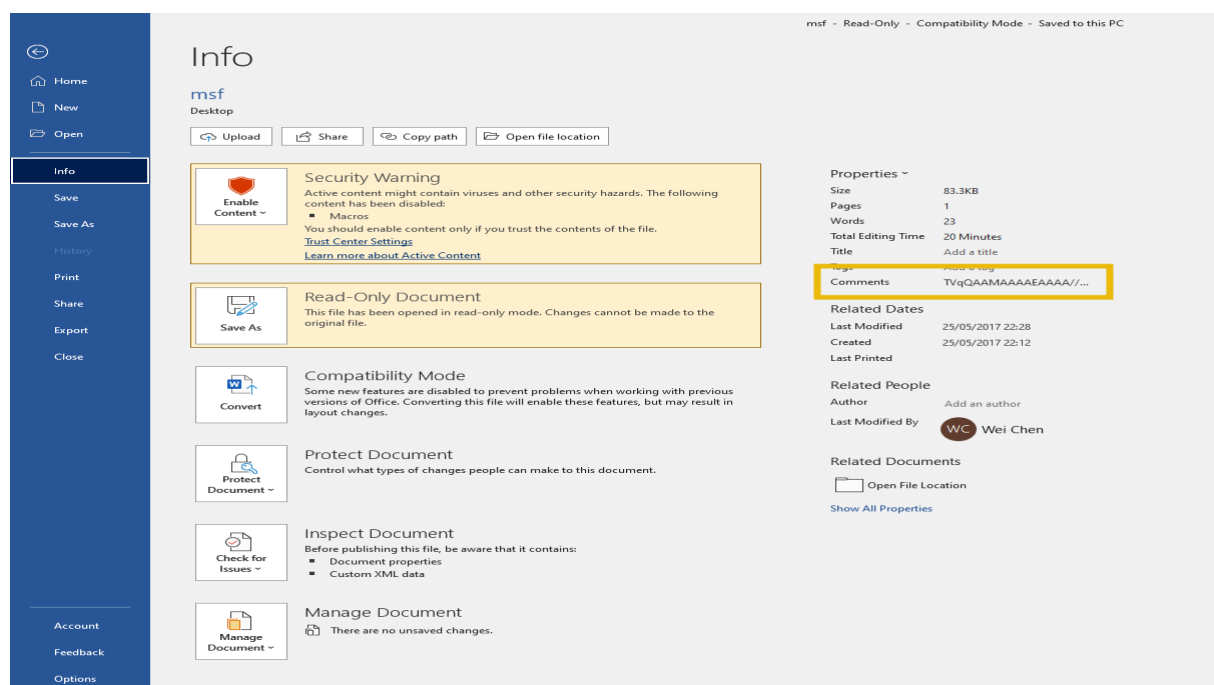 msf - Read-Only - Compatibility Mode - Saved to this PC
Info
Home
New
Open
Info
Save
Save As
History
Print
Share
Export
Close
Account
Feedback
Options
msf
Desktop
Upload
Share
Copy path
Open file location
Enable
Content
Security Warning
Active content might contain viruses and other security hazards. The following
content has been disabled:
Macros
You should enable content only if you trust the contents of the file.
Trust Center Settings
Learn more about Active Content
Save As
Read-Only Document
This file has been opened in read-only mode. Changes cannot be made to the
original file.
Convert
Compatibility Mode
Some new features are disabled to prevent problems when working with previous
versions of Office. Converting this file will enable these features, but may result in
layout changes.
Protect
Document
Protect Document
Control what types of changes people can make to this document.
Check for
Issues
Inspect Document
Before publishing this file, be aware that it contains:
Document properties
Custom XML data
Manage
Document
Manage Document
There are no unsaved changes.
Properties
Size 83.3KB
Pages 1
Words 23
Total Editing Time 20 Minutes
Title Add a title
Tags Add a tag
Comments TVqQAAMAAAAEAAAA//...
Related Dates
Last Modified 25/05/2017 22:28
Created 25/05/2017 22:12
Last Printed
Related People
Author Add an author
Last Modified By WC Wei Chen
Related Documents
Open File Location
Show All Properties